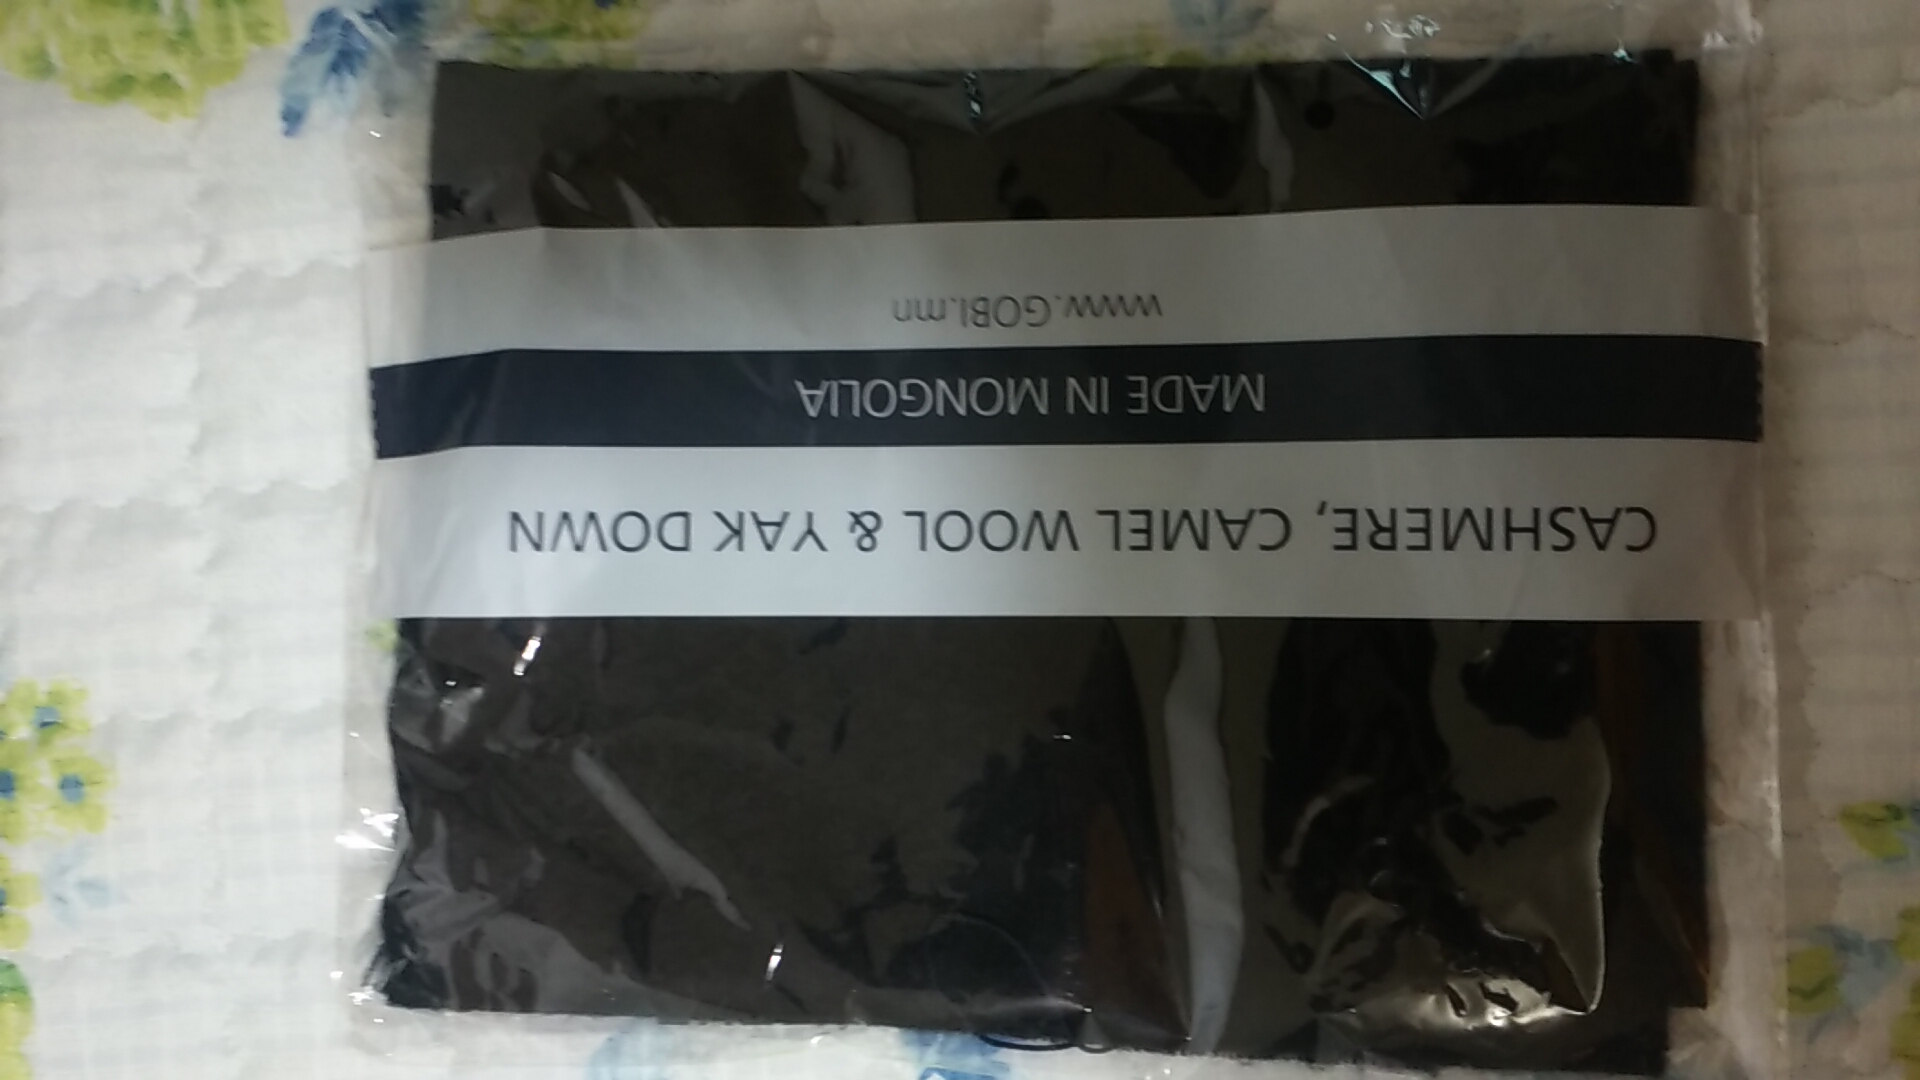 CASHMERE, CAMEL WOOL & YAK DOWN
MADE IN MONGOLIA
www.GOBI.mn